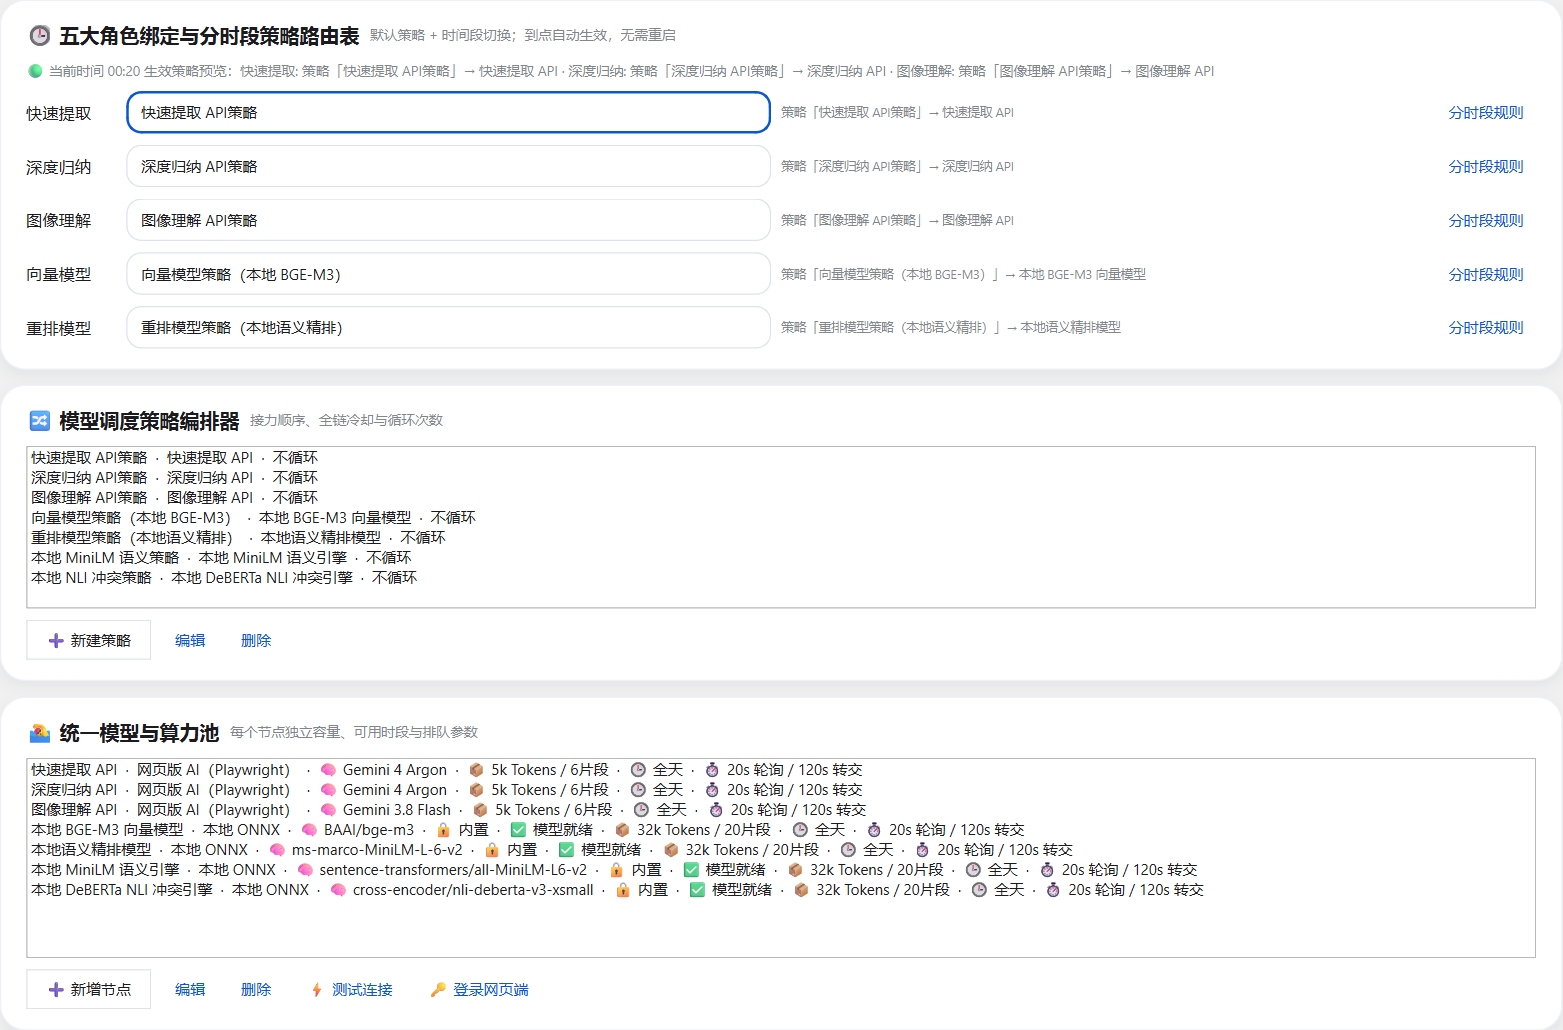 五大角色绑定与分时段策略路由表 默认策略 + 时间段切换；到点自动生效，无需重启
当前时间 00:20 生效策略预览：快速提取: 策略「快速提取 API策略」→ 快速提取 API · 深度归纳: 策略「深度归纳 API策略」→ 深度归纳 API · 图像理解: 策略「图像理解 API策略」→ 图像理解 API
快速提取 快速提取 API策略 策略「快速提取 API策略」→ 快速提取 API 分时段规则
深度归纳 深度归纳 API策略 策略「深度归纳 API策略」→ 深度归纳 API 分时段规则
图像理解 图像理解 API策略 策略「图像理解 API策略」→ 图像理解 API 分时段规则
向量模型 向量模型策略（本地 BGE-M3） 策略「向量模型策略（本地 BGE-M3）」→ 本地 BGE-M3 向量模型 分时段规则
重排模型 重排模型策略（本地语义精排） 策略「重排模型策略（本地语义精排）」→ 本地语义精排模型 分时段规则
模型调度策略编排器 接力顺序、全链冷却与循环次数
快速提取 API策略 · 快速提取 API · 不循环
深度归纳 API策略 · 深度归纳 API · 不循环
图像理解 API策略 · 图像理解 API · 不循环
向量模型策略（本地 BGE-M3） · 本地 BGE-M3 向量模型 · 不循环
重排模型策略（本地语义精排） · 本地语义精排模型 · 不循环
本地 MiniLM 语义策略 · 本地 MiniLM 语义引擎 · 不循环
本地 NLI 冲突策略 · 本地 DeBERTa NLI 冲突引擎 · 不循环
新建策略 编辑 删除
统一模型与算力池 每个节点独立容量、可用时段与排队参数
快速提取 API · 网页版 AI（Playwright） · 🧠 Gemini 4 Argon · 📦 5k Tokens / 6片段 · 🕒 全天 · ⏱ 20s 轮询 / 120s 转交
深度归纳 API · 网页版 AI（Playwright） · 🧠 Gemini 4 Argon · 📦 5k Tokens / 6片段 · 🕒 全天 · ⏱ 20s 轮询 / 120s 转交
图像理解 API · 网页版 AI（Playwright） · 🧠 Gemini 3.8 Flash · 📦 5k Tokens / 6片段 · 🕒 全天 · ⏱ 20s 轮询 / 120s 转交
本地 BGE-M3 向量模型 · 本地 ONNX · 🧠 BAAI/bge-m3 · 🔒 内置 · ✅ 模型就绪 · 📦 32k Tokens / 20片段 · 🕒 全天 · ⏱ 20s 轮询 / 120s 转交
本地语义精排模型 · 本地 ONNX · 🧠 ms-marco-MiniLM-L-6-v2 · 🔒 内置 · ✅ 模型就绪 · 📦 32k Tokens / 20片段 · 🕒 全天 · ⏱ 20s 轮询 / 120s 转交
本地 MiniLM 语义引擎 · 本地 ONNX · 🧠 sentence-transformers/all-MiniLM-L6-v2 · 🔒 内置 · ✅ 模型就绪 · 📦 32k Tokens / 20片段 · 🕒 全天 · ⏱ 20s 轮询 / 120s 转交
本地 DeBERTa NLI 冲突引擎 · 本地 ONNX · 🧠 cross-encoder/nli-deberta-v3-xsmall · 🔒 内置 · ✅ 模型就绪 · 📦 32k Tokens / 20片段 · 🕒 全天 · ⏱ 20s 轮询 / 120s 转交
新增节点 编辑 删除 测试连接 登录网页端